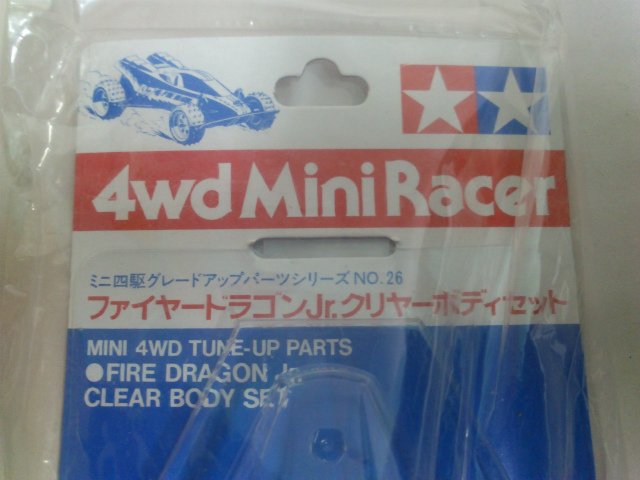 4wd Mini Racer
ミニ四駆グレードアップパーツシリーズ NO.26
ファイヤードラゴンJr.クリヤーボディセット
MINI 4WD TUNE-UP PARTS
●FIRE DRAGON Jr.
CLEAR BODY SET